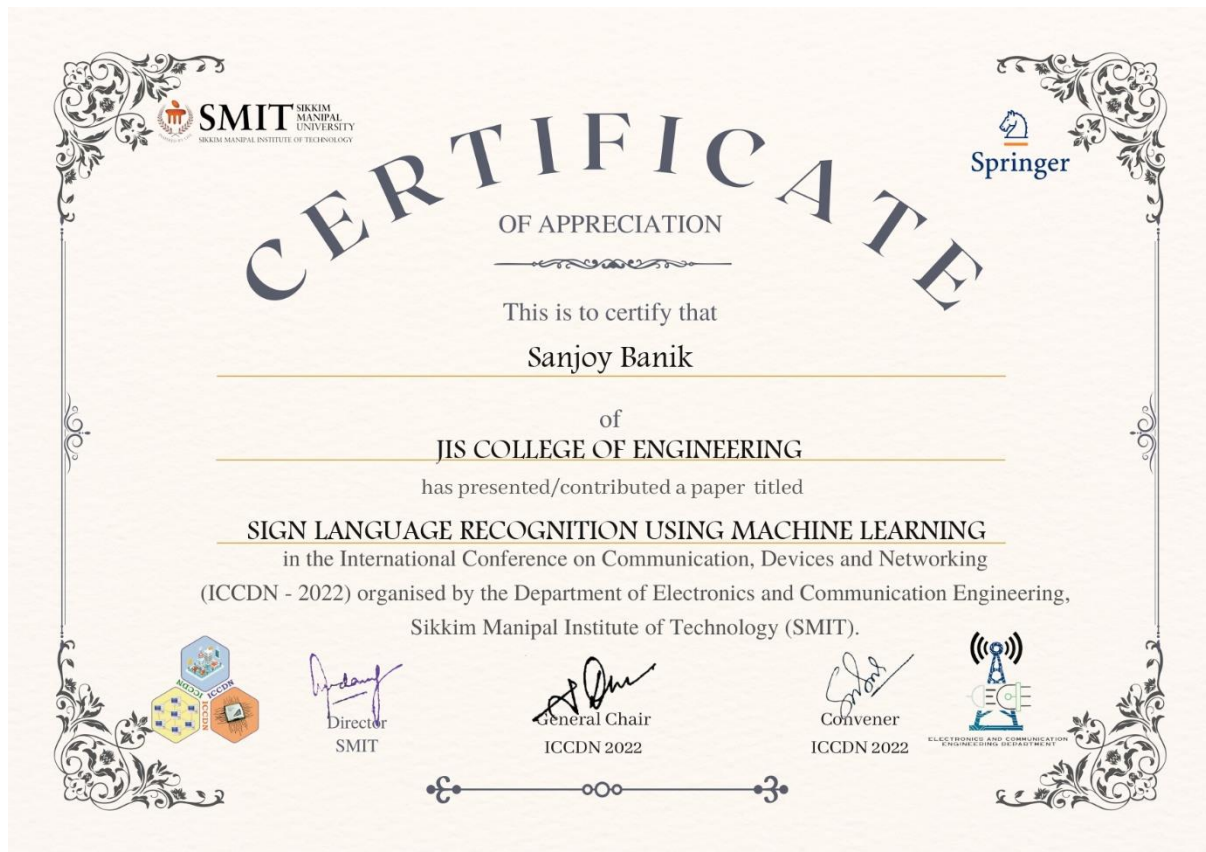 SMIT SIKKIM MANIPAL UNIVERSITY
SIKKIM MANIPAL INSTITUTE OF TECHNOLOGY
Springer
CERTIFICATE
OF APPRECIATION
This is to certify that
Sanjoy Banik
of
JIS COLLEGE OF ENGINEERING
has presented/contributed a paper titled
SIGN LANGUAGE RECOGNITION USING MACHINE LEARNING
in the International Conference on Communication, Devices and Networking
(ICCDN - 2022) organised by the Department of Electronics and Communication Engineering,
Sikkim Manipal Institute of Technology (SMIT).
ICCDN ICCDN
ICCDN
Director
SMIT
General Chair
ICCDN 2022
Convener
ICCDN 2022
ELECTRONICS AND COMMUNICATION
ENGINEERING DEPARTMENT